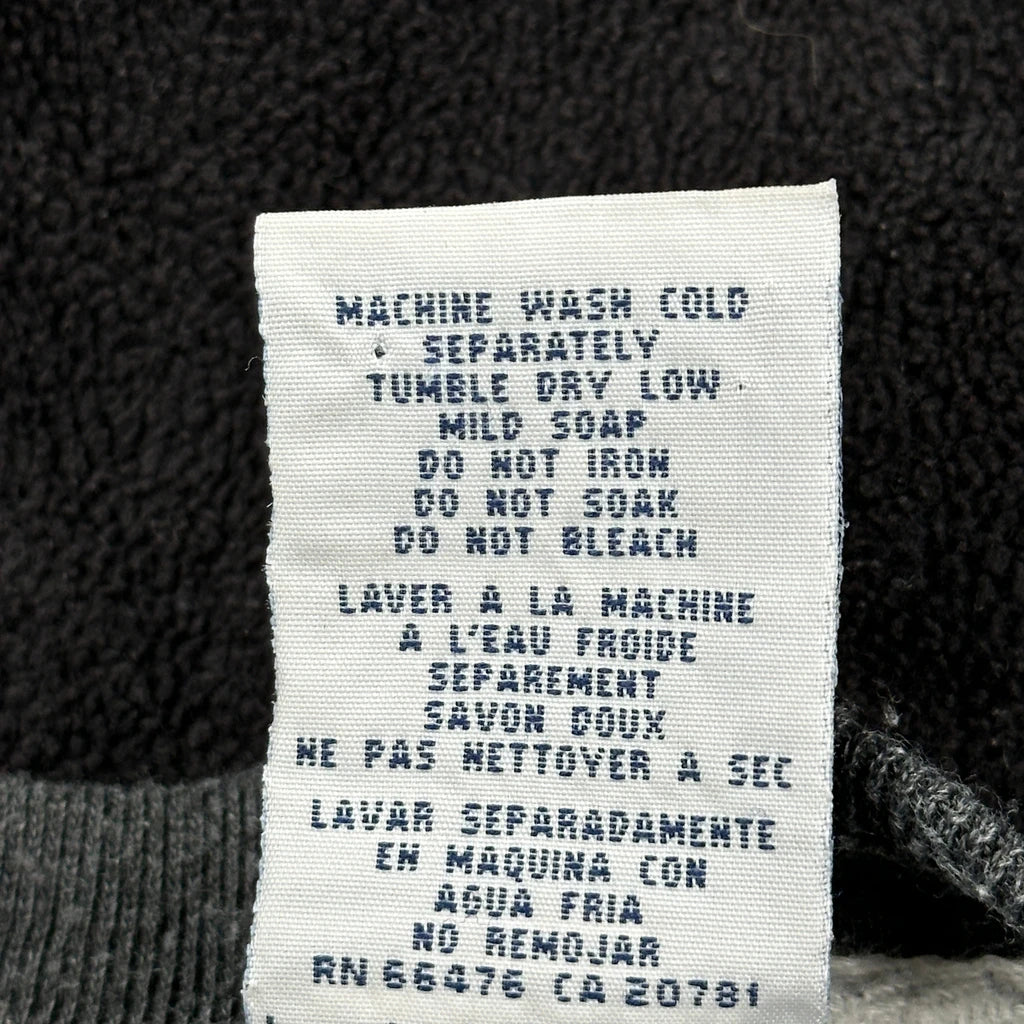 MACHINE WASH COLD
SEPARATELY
TUMBLE DRY LOW
MILD SOAP
DO NOT IRON
DO NOT SOAK
DO NOT BLEACH
LAVER A LA MACHINE
A L'EAU FROIDE
SEPAREMENT
SAVON DOUX
NE PAS NETTOYER A SEC
LAVAR SEPARADAMENTE
EN MAQUINA CON
AGUA FRIA
NO REMOJAR
RN 66476 CA 20781